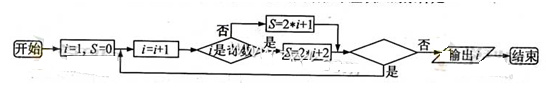 开始
i=1, S=0
i=i+1
i是奇数
否
S=2*i+1
是
S=2*i+2
否
是
输出i
结束